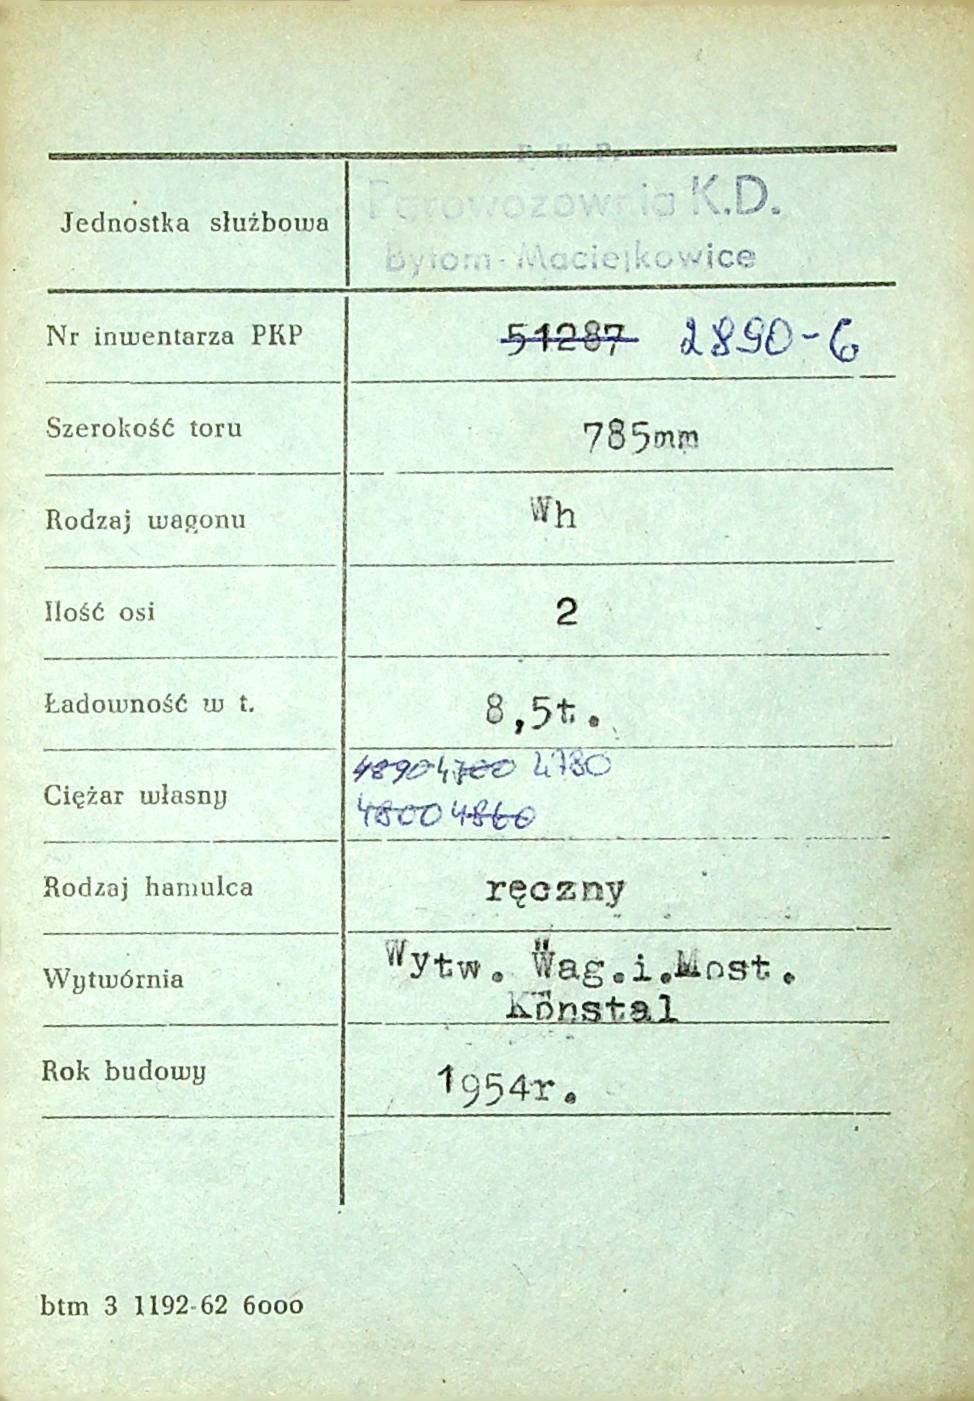 P. K. P.
Parowozownia K.D.
Jednostka służbowa
Bytom-Maciejkowice
Nr inwentarza PKP 51287 2890-6
Szerokość toru 785mm
Rodzaj wagonu Wh
Ilość osi 2
Ładowność w t. 8,5t.
4890 4700 4780
Ciężar własny
4800 4860
Rodzaj hamulca ręczny
Wytwórnia Wytw. Wag.i.Most.
Konstal
Rok budowy 1954r.
btm 3 1192-62 6000